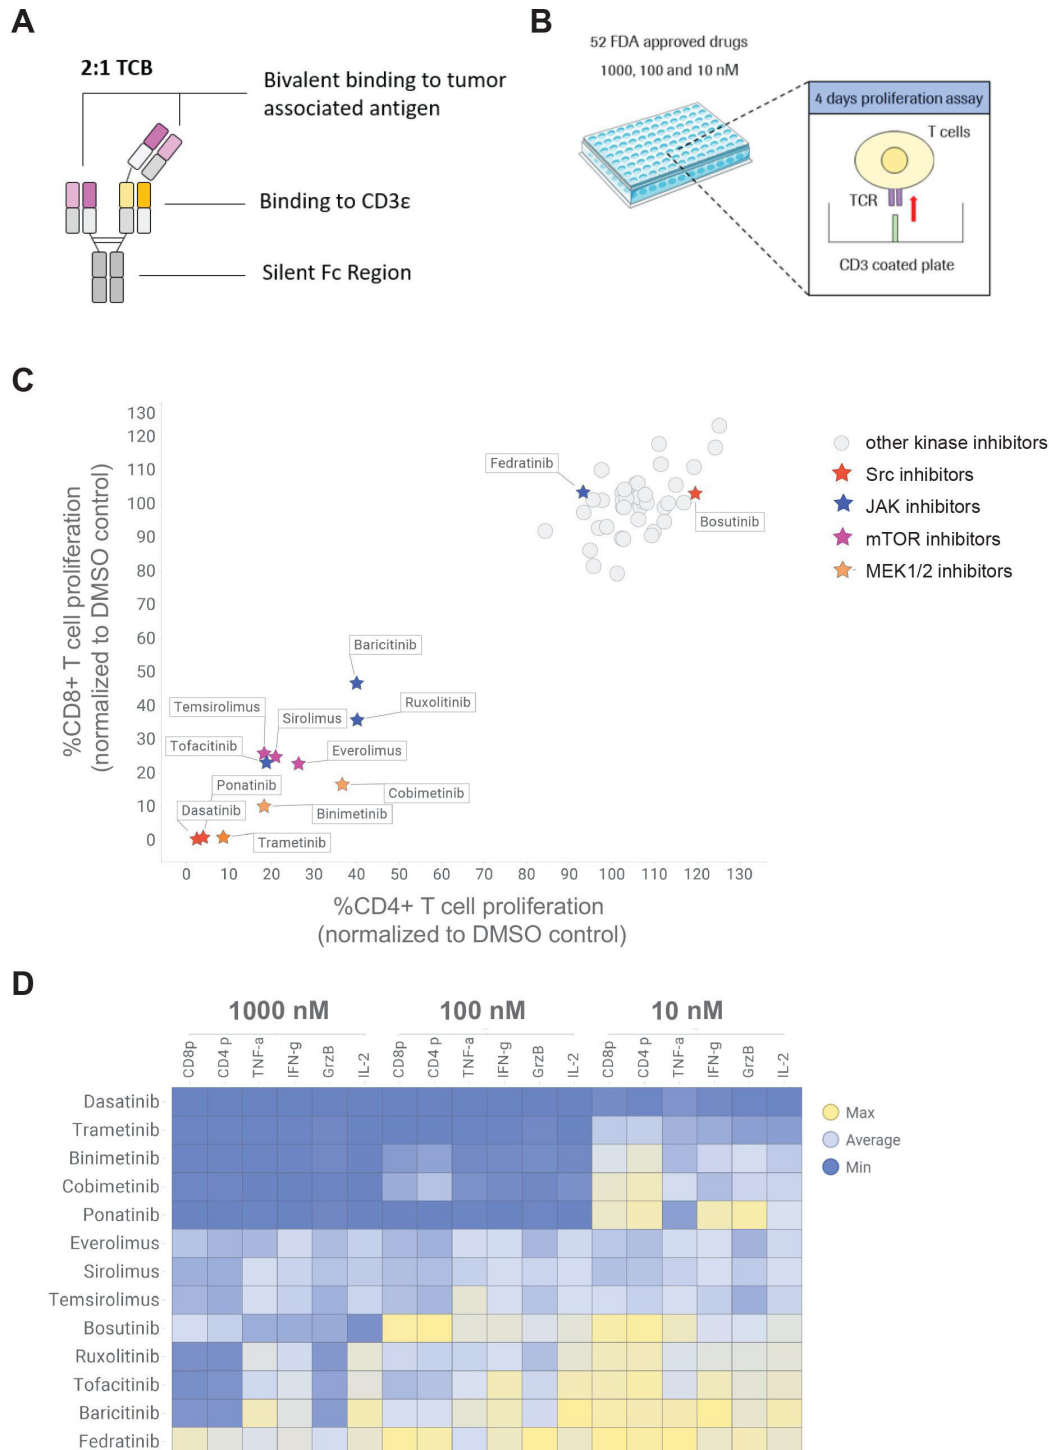 A
2:1 TCB
Bivalent binding to tumor
associated antigen
Binding to CD3ε
Silent Fc Region
B
52 FDA approved drugs
1000, 100 and 10 nM
4 days proliferation assay
T cells
TCR
CD3 coated plate
C
%CD8+ T cell proliferation
(normalized to DMSO control)
130
120
110
100
90
80
70
60
50
40
30
20
10
0
Fedratinib
Bosutinib
Baricitinib
Ruxolitinib
Temsirolimus
Sirolimus
Tofacitinib
Everolimus
Ponatinib
Cobimetinib
Dasatinib
Binimetinib
Trametinib
0 10 20 30 40 50 60 70 80 90 100 110 120 130
%CD4+ T cell proliferation
(normalized to DMSO control)
other kinase inhibitors
Src inhibitors
JAK inhibitors
mTOR inhibitors
MEK1/2 inhibitors
D
1000 nM 100 nM 10 nM
CD8p CD4 p TNF-a IFN-g GrzB IL-2 CD8p CD4 p TNF-a IFN-g GrzB IL-2 CD8p CD4 p TNF-a IFN-g GrzB IL-2
Dasatinib
Trametinib
Binimetinib
Cobimetinib
Ponatinib
Everolimus
Sirolimus
Temsirolimus
Bosutinib
Ruxolitinib
Tofacitinib
Baricitinib
Fedratinib
Max
Average
Min